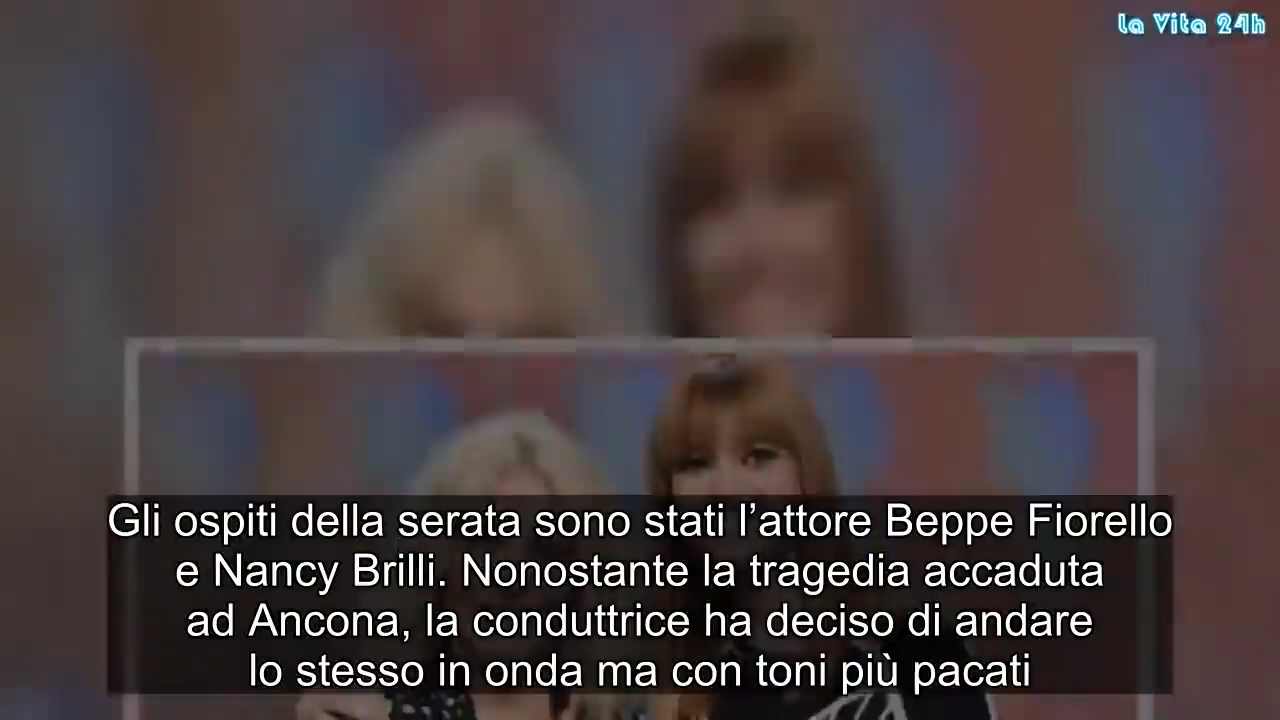 La Vita 24h
Gli ospiti della serata sono stati l’attore Beppe Fiorello
e Nancy Brilli. Nonostante la tragedia accaduta
ad Ancona, la conduttrice ha deciso di andare
lo stesso in onda ma con toni più pacati